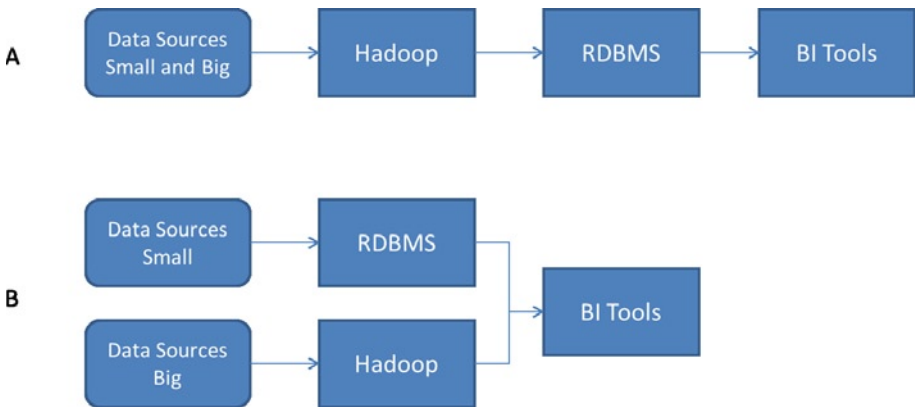 A
Data Sources
Small and Big
Hadoop
RDBMS
BI Tools
B
Data Sources
Small
RDBMS
Data Sources
Big
Hadoop
BI Tools